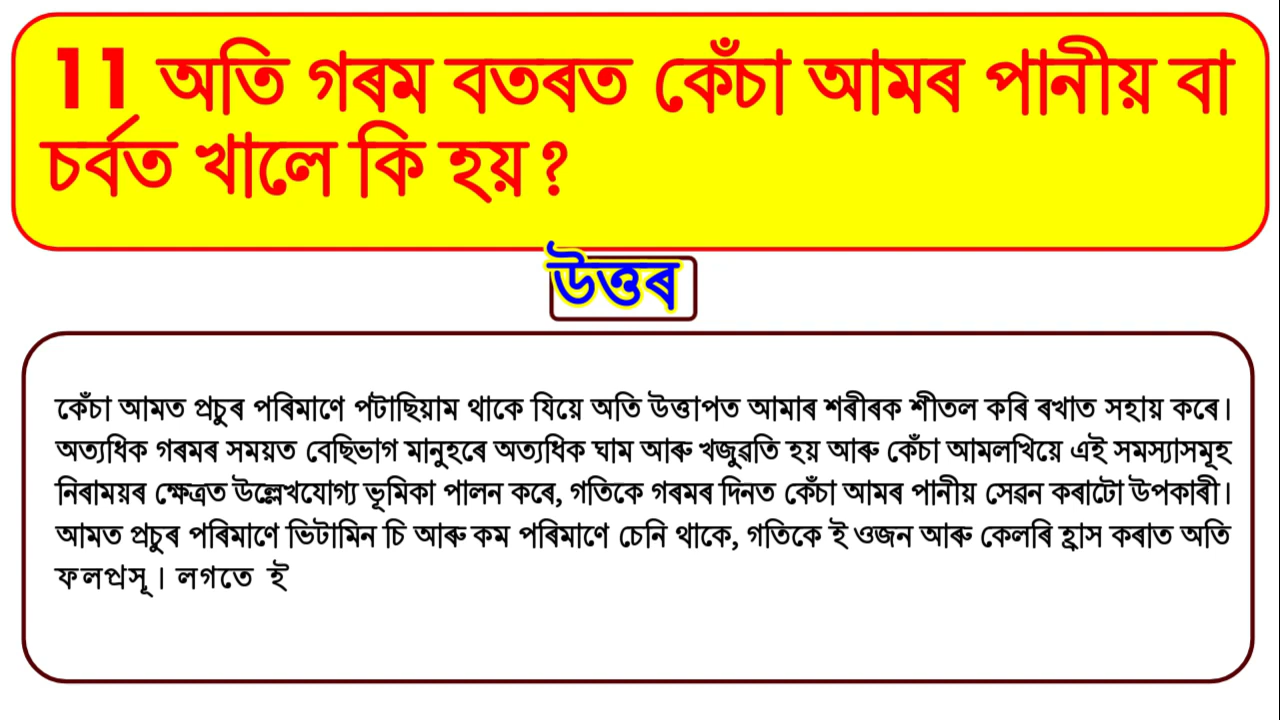 11 অতি গৰম বতৰত কেঁচা আমৰ পানীয় বা
চৰ্বত খালে কি হয় ?
উত্তৰ
কেঁচা আমত প্ৰচুৰ পৰিমাণে পটাছিয়াম থাকে যিয়ে অতি উত্তাপত আমাৰ শৰীৰক শীতল কৰি ৰখাত সহায় কৰে।
অত্যধিক গৰমৰ সময়ত বেছিভাগ মানুহৰে অত্যধিক ঘাম আৰু খজুৱতি হয় আৰু কেঁচা আমলখিয়ে এই সমস্যাসমূহ
নিৰাময়ৰ ক্ষেত্ৰত উল্লেখযোগ্য ভূমিকা পালন কৰে, গতিকে গৰমৰ দিনত কেঁচা আমৰ পানীয় সেৱন কৰাটো উপকাৰী।
আমত প্ৰচুৰ পৰিমাণে ভিটামিন চি আৰু কম পৰিমাণে চেনি থাকে, গতিকে ই ওজন আৰু কেলৰি হ্ৰাস কৰাত অতি
ফলপ্ৰসূ । লগতে ই